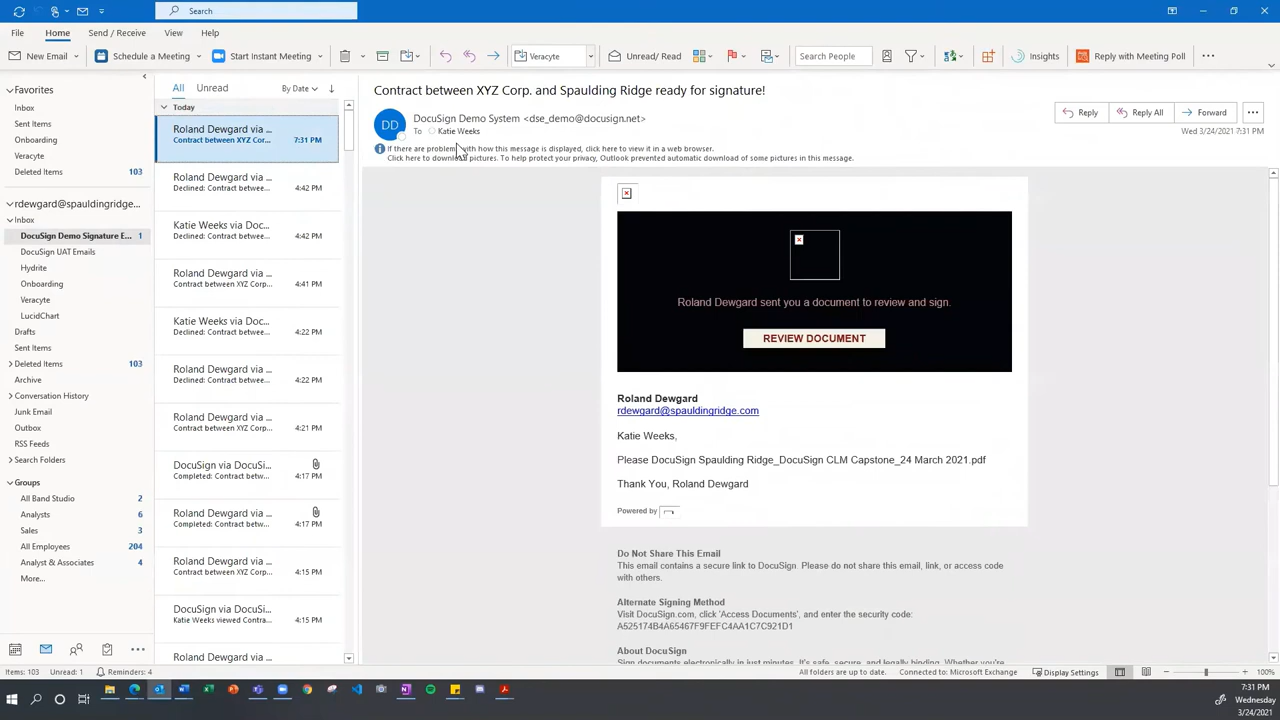 Search
File
Home
Send / Receive
View
Help
New Email
Schedule a Meeting
Start Instant Meeting
Veracyte
Unread/ Read
Search People
Insights
Reply with Meeting Poll
Favorites
Inbox
Sent Items
Onboarding
Veracyte
Deleted Items 103
rdewgard@spauldingridge...
Inbox
DocuSign Demo Signature E... 1
DocuSign UAT Emails
Hydrite
Onboarding
Veracyte
LucidChart
Drafts
Sent Items
Deleted Items 103
Archive
Conversation History
Junk Email
Outbox
RSS Feeds
Search Folders
Groups
All Band Studio 2
Analysts 6
Sales 3
All Employees 204
Analyst & Associates 4
More...
All Unread By Date
Today
Roland Dewgard via ...
Contract between XYZ Cor... 7:31 PM
Roland Dewgard via ...
Declined: Contract betwee... 4:42 PM
Katie Weeks via Doc...
Declined: Contract betwee... 4:42 PM
Roland Dewgard via ...
Contract between XYZ Corp... 4:41 PM
Katie Weeks via Doc...
Declined: Contract betwee... 4:22 PM
Roland Dewgard via ...
Declined: Contract betwee... 4:22 PM
Roland Dewgard via ...
Contract between XYZ Corp... 4:21 PM
DocuSign via DocuSi...
Completed: Contract betw... 4:17 PM
Roland Dewgard via ...
Completed: Contract betw... 4:17 PM
Roland Dewgard via ...
Contract between XYZ Corp... 4:15 PM
DocuSign via DocuSi...
Katie Weeks viewed Contra... 4:15 PM
Roland Dewgard via ...
Contract between XYZ Corp. and Spaulding Ridge ready for signature!
DD
DocuSign Demo System <dse_demo@docusign.net>
To Katie Weeks
Reply
Reply All
Forward
Wed 3/24/2021 7:31 PM
If there are problems with how this message is displayed, click here to view it in a web browser.
Click here to download pictures. To help protect your privacy, Outlook prevented automatic download of some pictures in this message.
Roland Dewgard sent you a document to review and sign.
REVIEW DOCUMENT
Roland Dewgard
rdewgard@spauldingridge.com
Katie Weeks,
Please DocuSign Spaulding Ridge_DocuSign CLM Capstone_24 March 2021.pdf
Thank You, Roland Dewgard
Powered by
Do Not Share This Email
This email contains a secure link to DocuSign. Please do not share this email, link, or access code
with others.
Alternate Signing Method
Visit DocuSign.com, click 'Access Documents', and enter the security code:
A525174B4A65467F9FEFC4AA1C7C921D1
About DocuSign
Sign documents electronically in just minutes. It's safe, secure, and legally binding. Whether you're
Items: 103 Unread: 1 Reminders: 4
All folders are up to date.
Connected to: Microsoft Exchange
Display Settings
100%
7:31 PM
Wednesday
3/24/2021